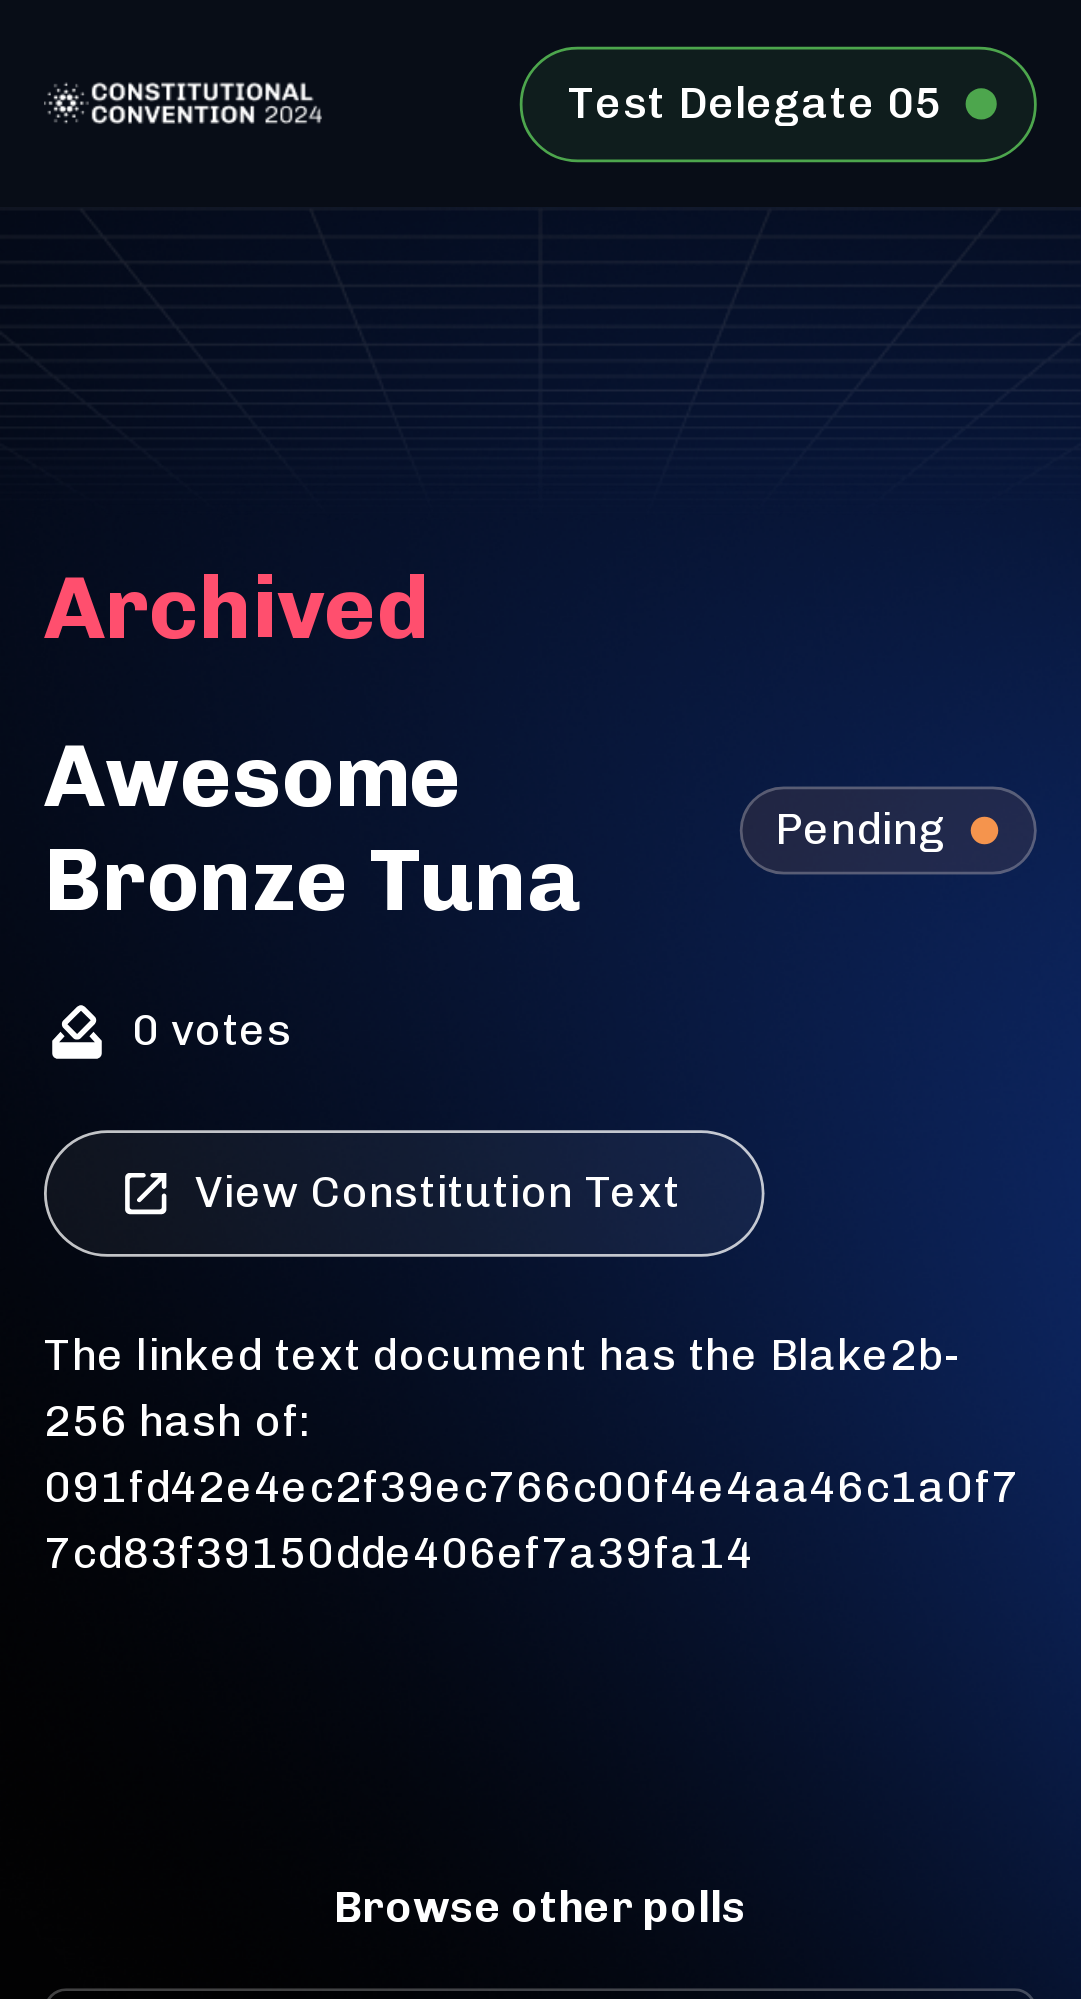 CONSTITUTIONAL
CONVENTION 2024
Test Delegate 05
Archived
Awesome
Bronze Tuna
Pending
0 votes
View Constitution Text
The linked text document has the Blake2b-
256 hash of:
091fd42e4ec2f39ec766c00f4e4aa46c1a0f7
7cd83f39150dde406ef7a39fa14
Browse other polls